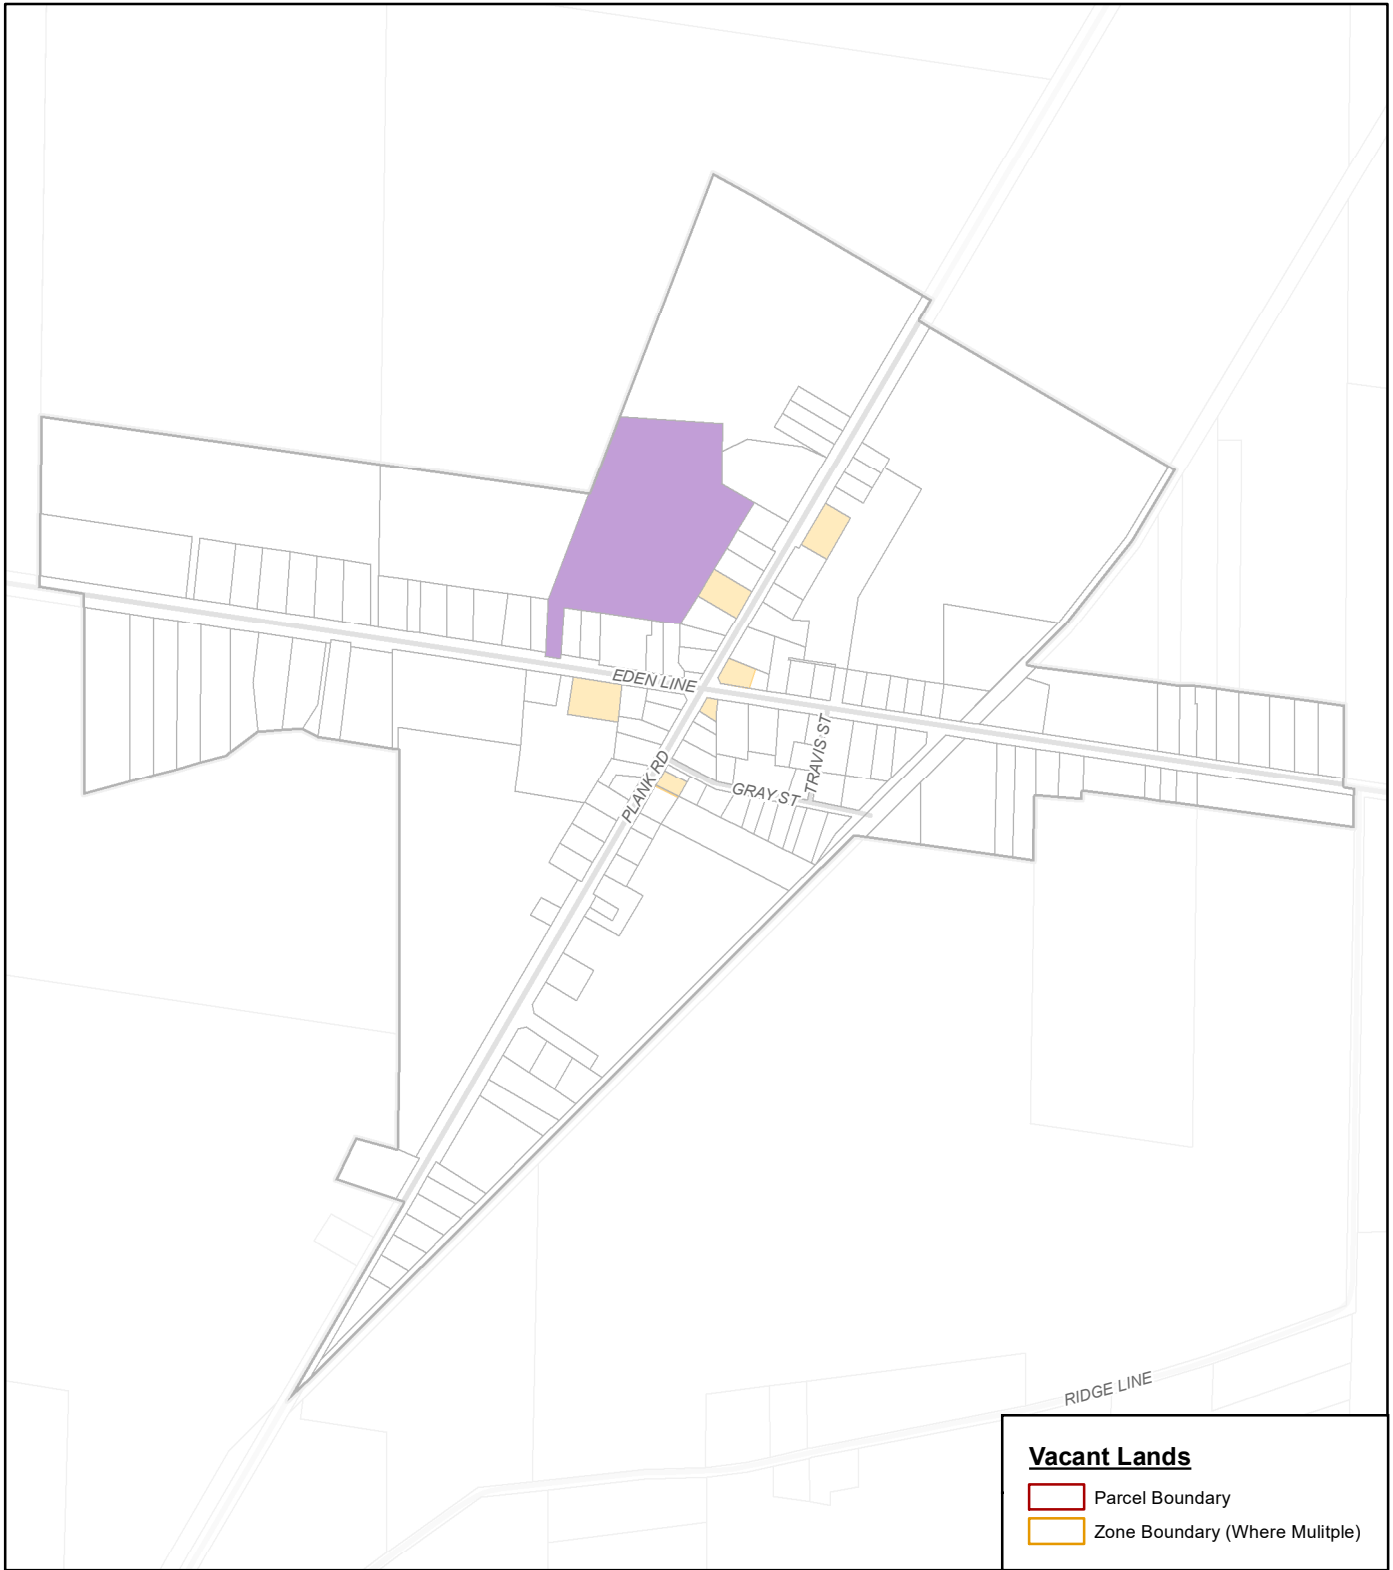 EDEN LINE
TRAVIS ST
PLANK RD
GRAY ST
RIDGE LINE
Vacant Lands
Parcel Boundary
Zone Boundary (Where Mulitple)